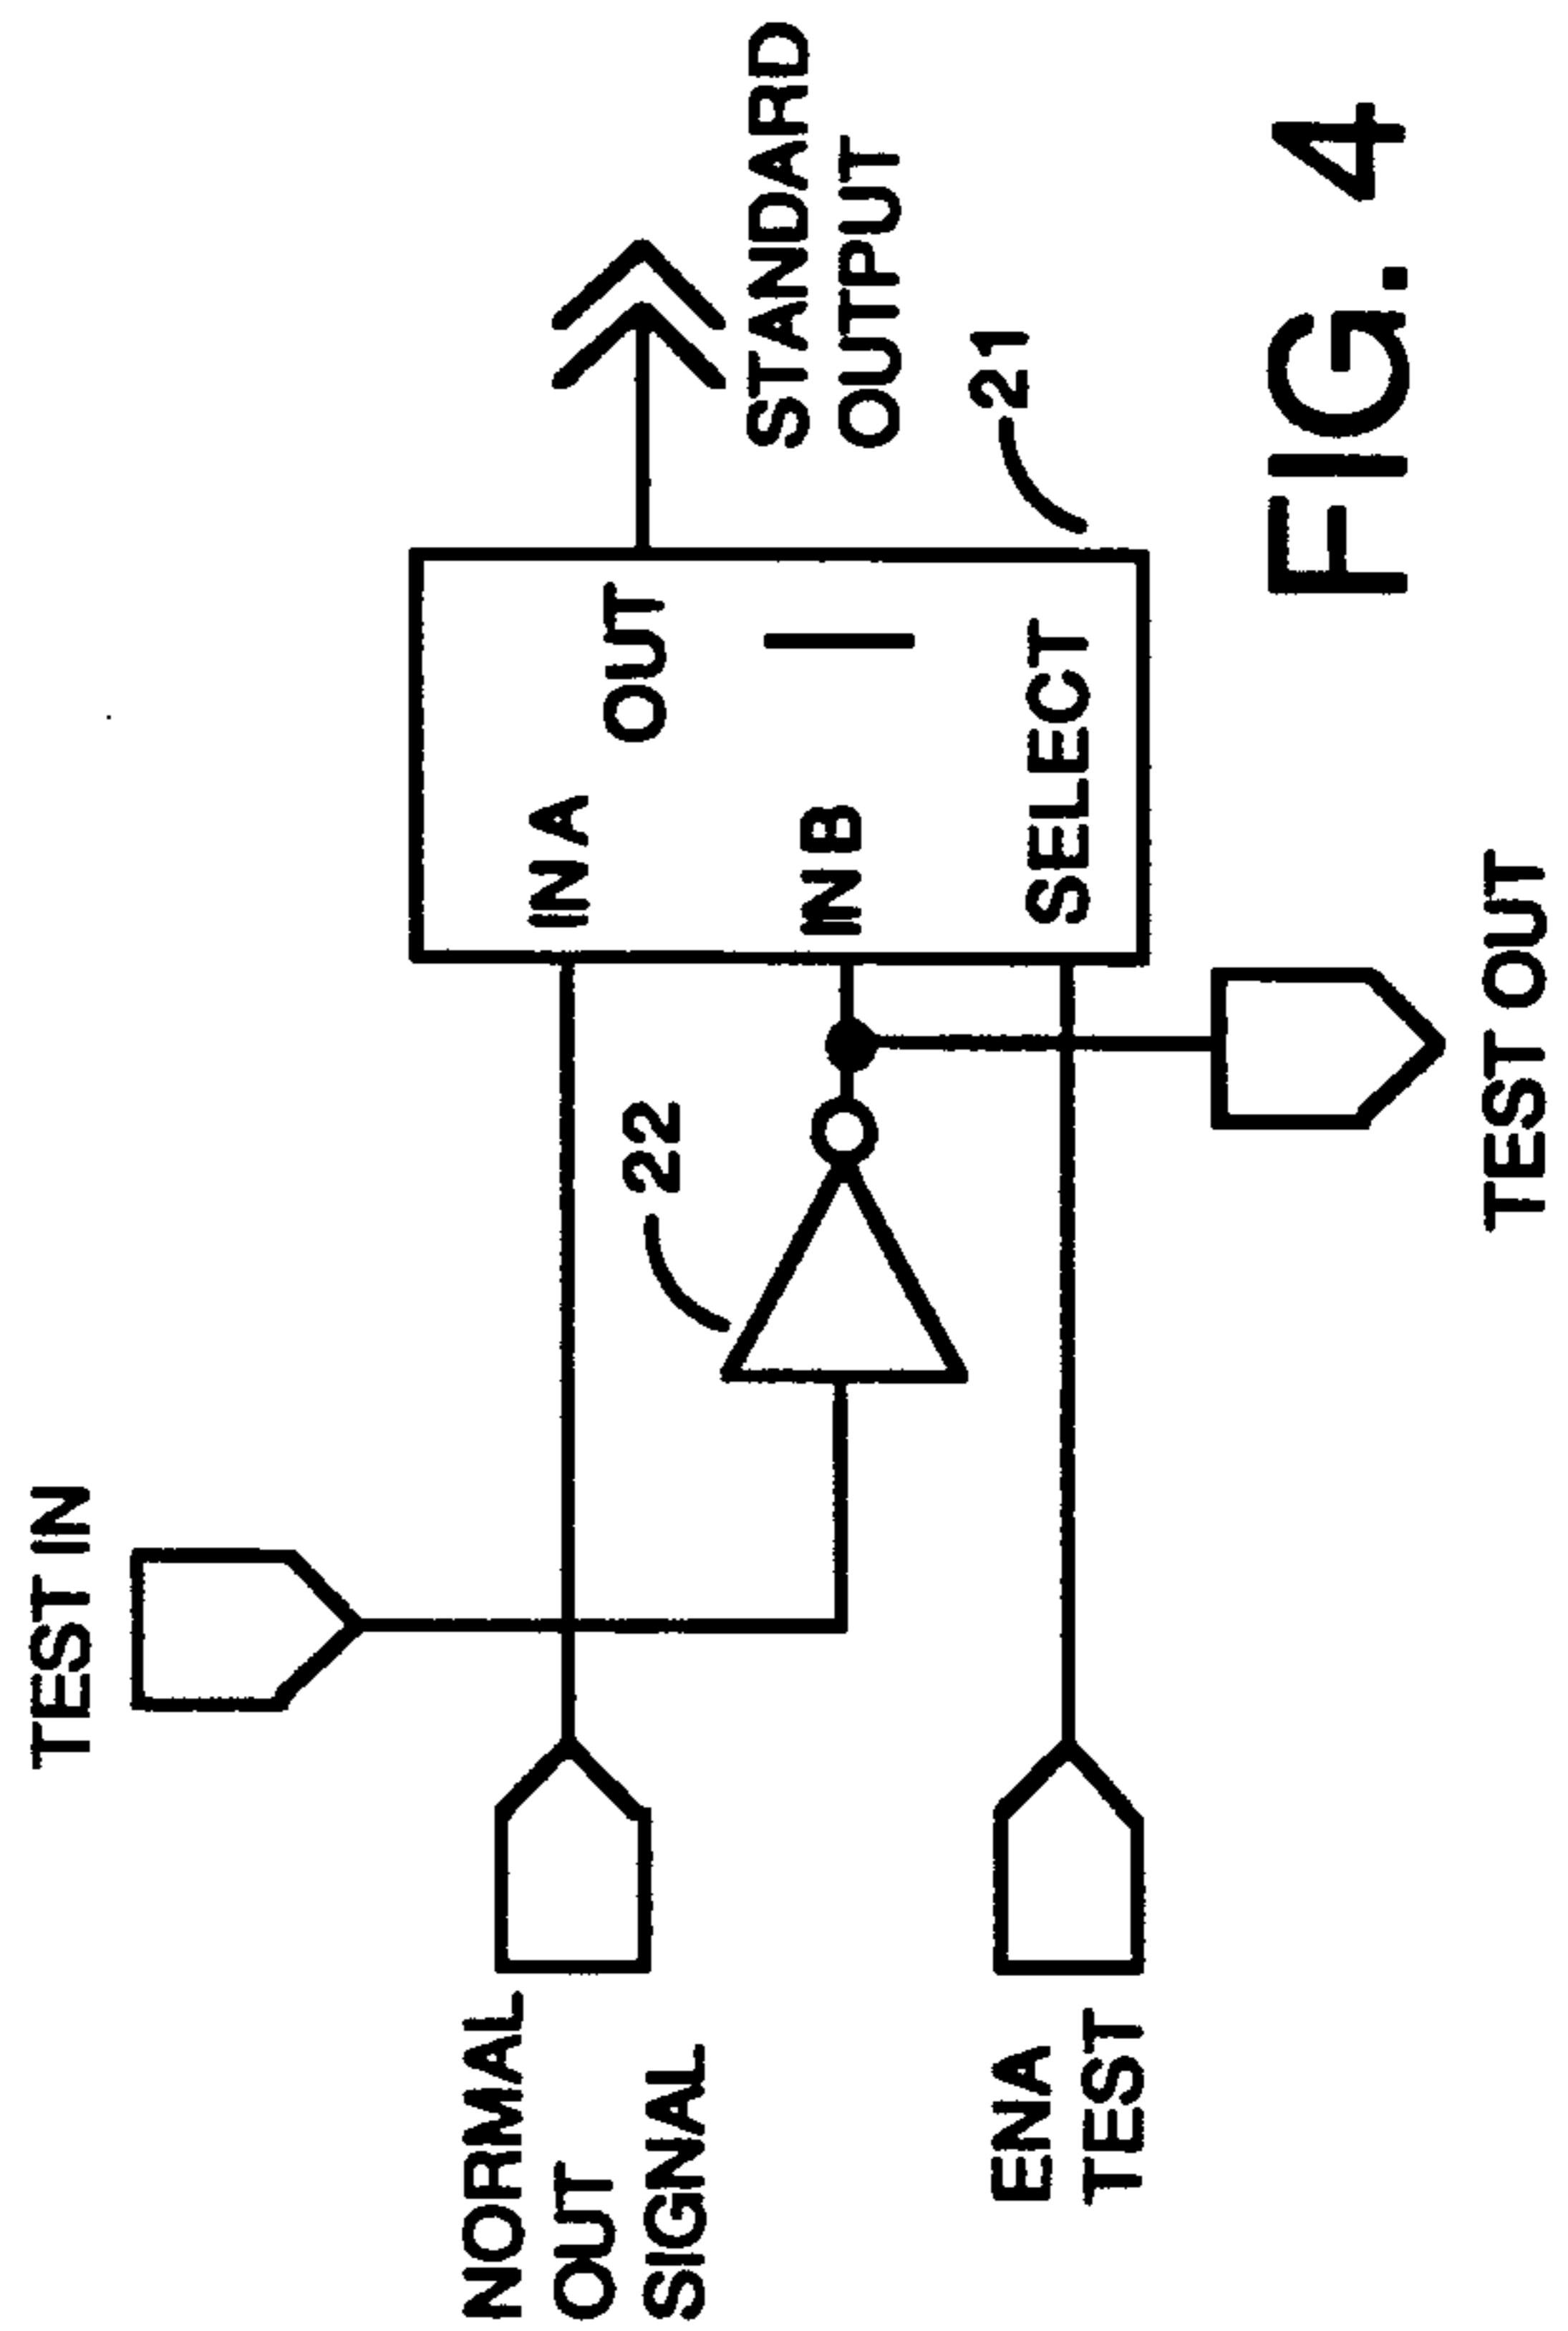 TEST IN
NORMAL
OUT
SIGNAL
ENA
TEST
22
IN A
OUT
IN B
SELECT
STANDARD
OUTPUT
21
TEST OUT
FIG. 4